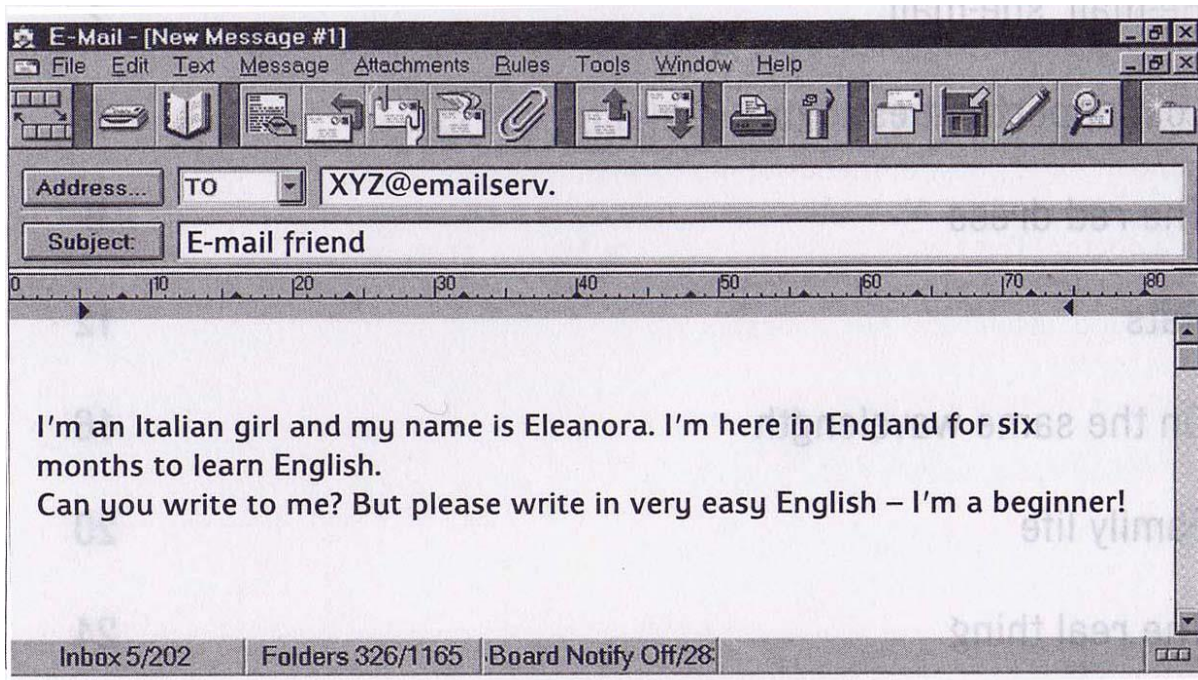 E-Mail - [New Message #1]
File Edit Text Message Attachments Rules Tools Window Help
Address... TO XYZ@emailserv.
Subject: E-mail friend
0 10 20 30 40 50 60 70 80
I'm an Italian girl and my name is Eleanora. I'm here in England for six
months to learn English.
Can you write to me? But please write in very easy English – I'm a beginner!
Inbox 5/202 Folders 326/1165 Board Notify Off/28